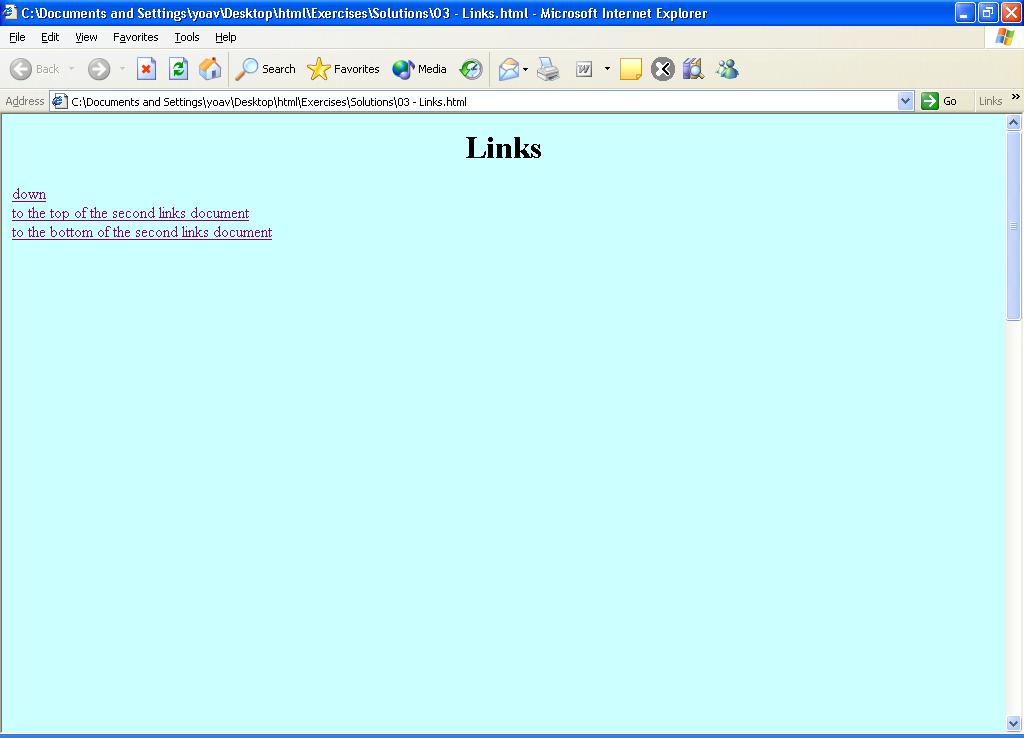 C:\Documents and Settings\yoav\Desktop\html\Exercises\Solutions\03 - Links.html - Microsoft Internet Explorer
File Edit View Favorites Tools Help
Back Search Favorites Media W
Address C:\Documents and Settings\yoav\Desktop\html\Exercises\Solutions\03 - Links.html Go Links »
Links
down
to the top of the second links document
to the bottom of the second links document